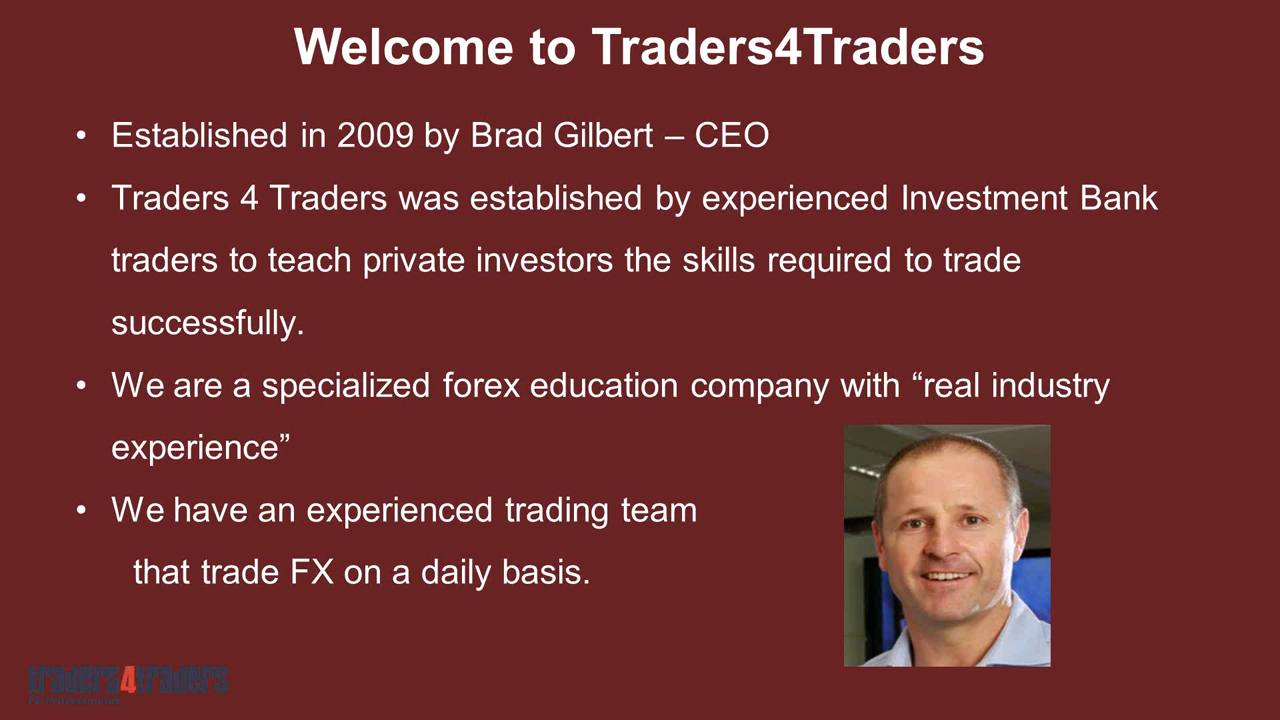 Welcome to Traders4Traders
• Established in 2009 by Brad Gilbert – CEO
• Traders 4 Traders was established by experienced Investment Bank
traders to teach private investors the skills required to trade
successfully.
• We are a specialized forex education company with “real industry
experience”
• We have an experienced trading team
that trade FX on a daily basis.
traders4traders